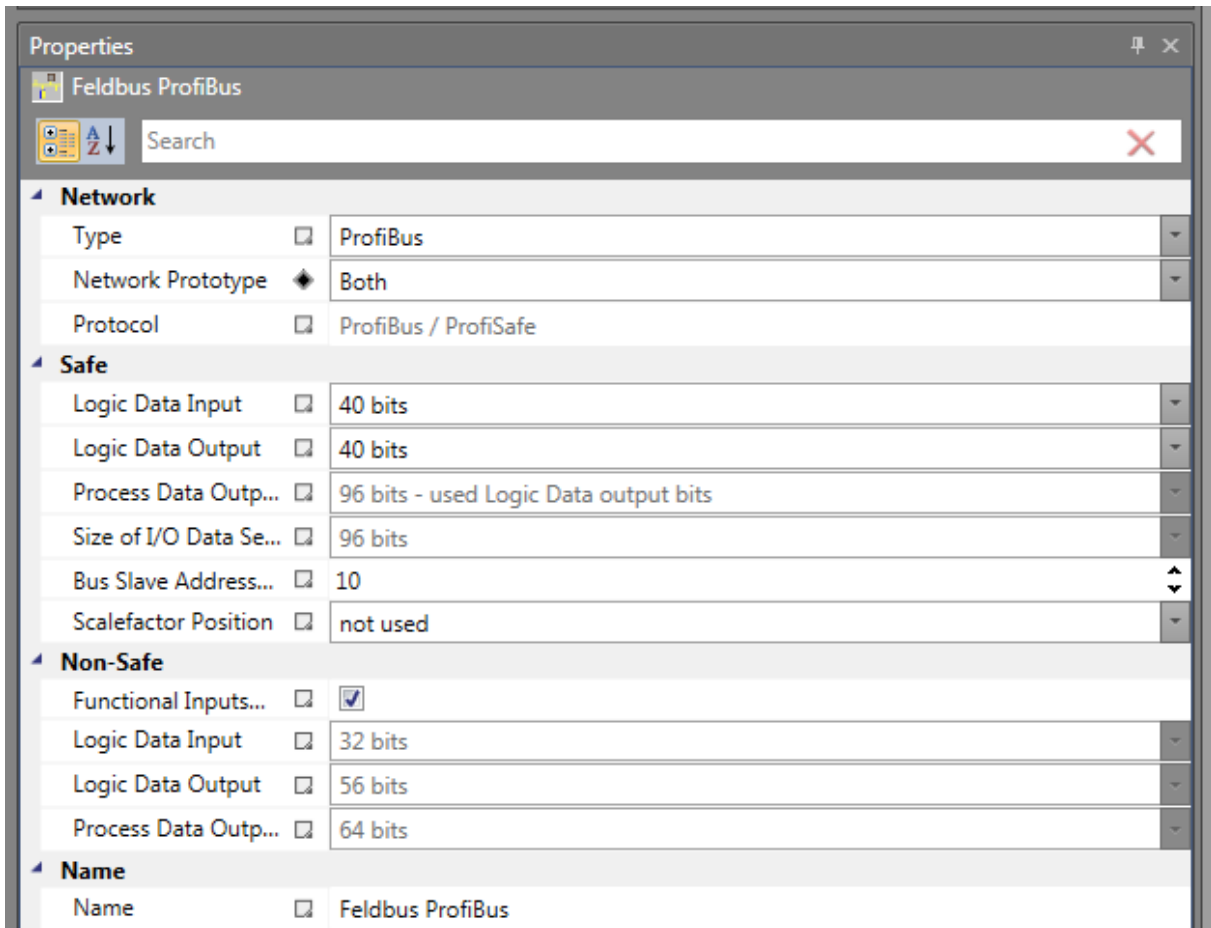 Properties
Feldbus ProfiBus
Search
Network
Type ProfiBus
Network Prototype Both
Protocol ProfiBus / ProfiSafe
Safe
Logic Data Input 40 bits
Logic Data Output 40 bits
Process Data Outp... 96 bits - used Logic Data output bits
Size of I/O Data Se... 96 bits
Bus Slave Address... 10
Scalefactor Position not used
Non-Safe
Functional Inputs...
Logic Data Input 32 bits
Logic Data Output 56 bits
Process Data Outp... 64 bits
Name
Name Feldbus ProfiBus